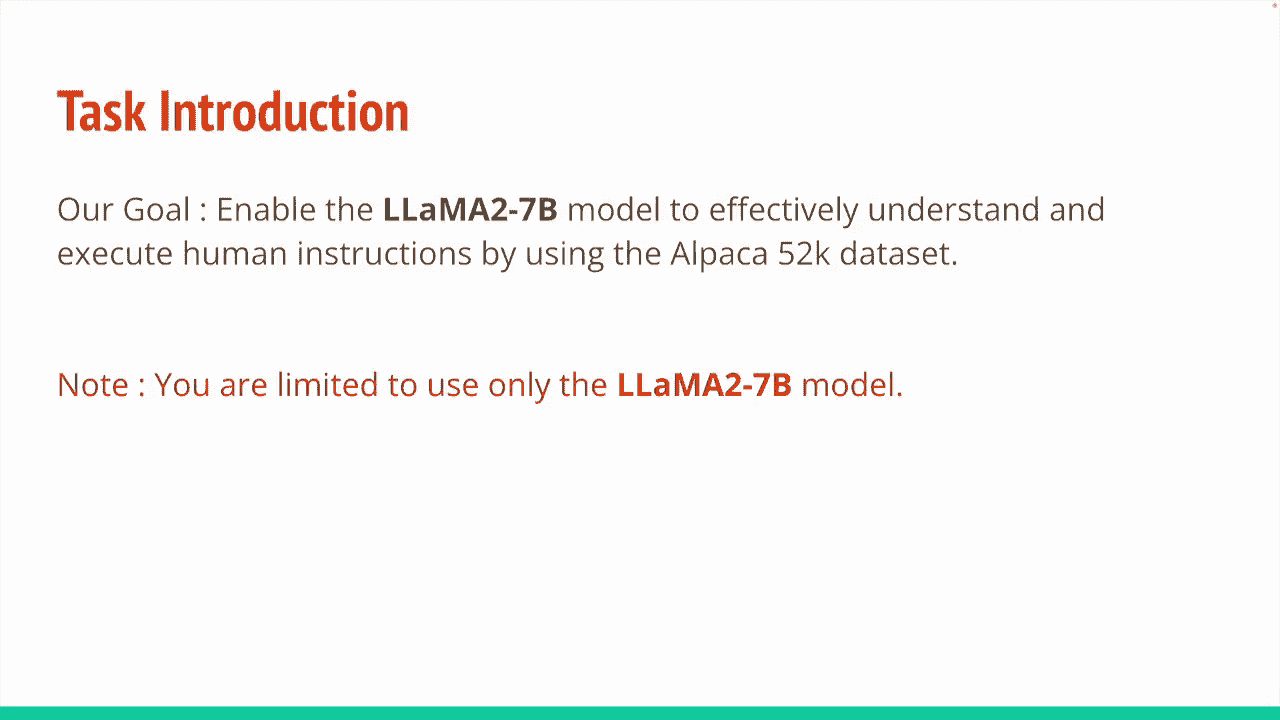 Task Introduction
Our Goal : Enable the LLaMA2-7B model to effectively understand and
execute human instructions by using the Alpaca 52k dataset.
Note : You are limited to use only the LLaMA2-7B model.